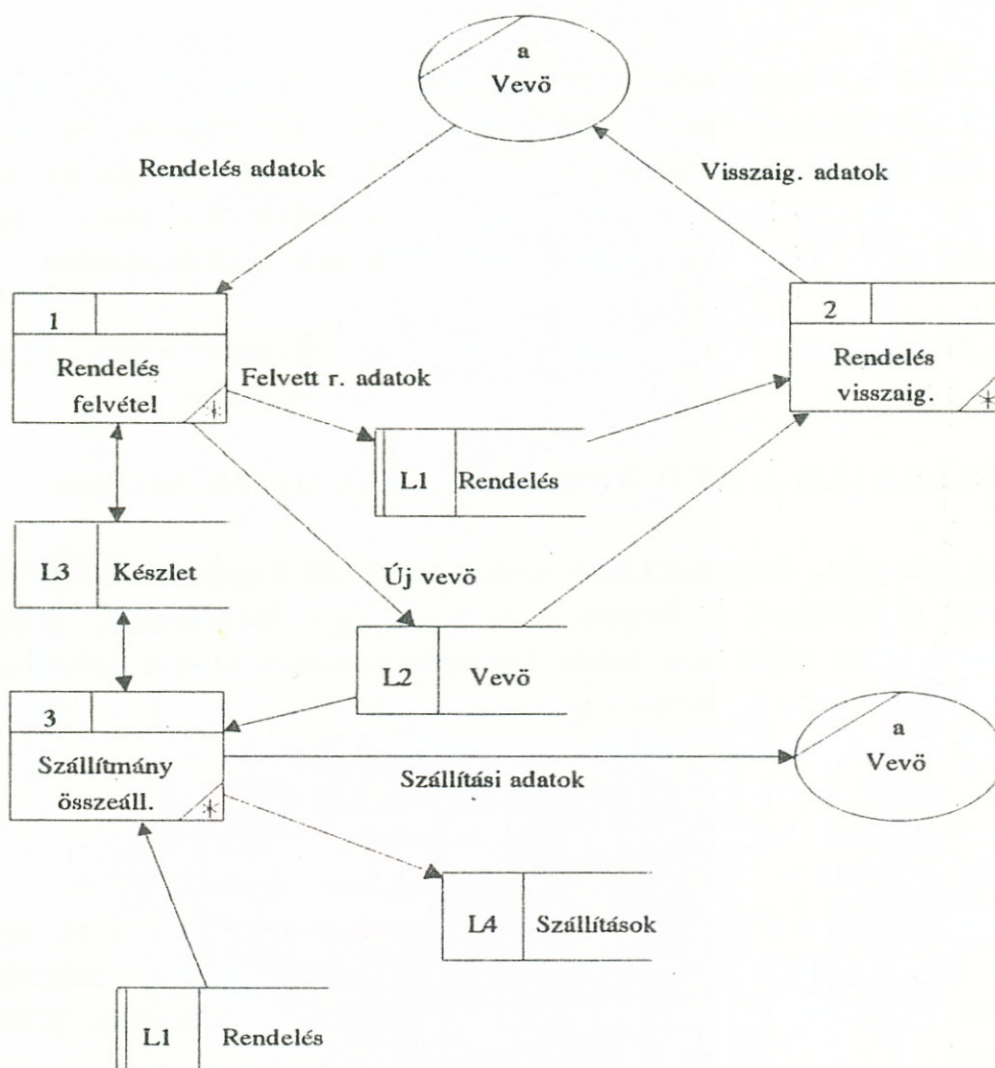 a
Vevö
Rendelés adatok
Visszaig. adatok
1
Rendelés
felvétel
2
Rendelés
visszaig.
Felvett r. adatok
L1 Rendelés
L3 Készlet
Új vevö
L2 Vevö
3
Szállítmány
összeáll.
Szállítási adatok
a
Vevö
L4 Szállítások
L1 Rendelés